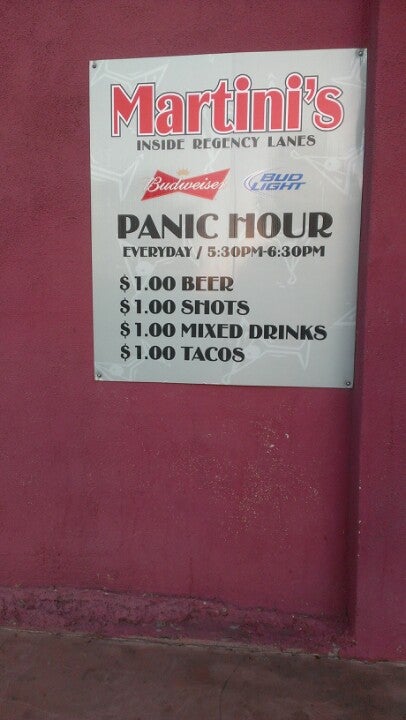 Martini's
INSIDE REGENCY LANES
Budweiser
BUD LIGHT
PANIC HOUR
EVERYDAY / 5:30PM-6:30PM
$1.00 BEER
$1.00 SHOTS
$1.00 MIXED DRINKS
$1.00 TACOS